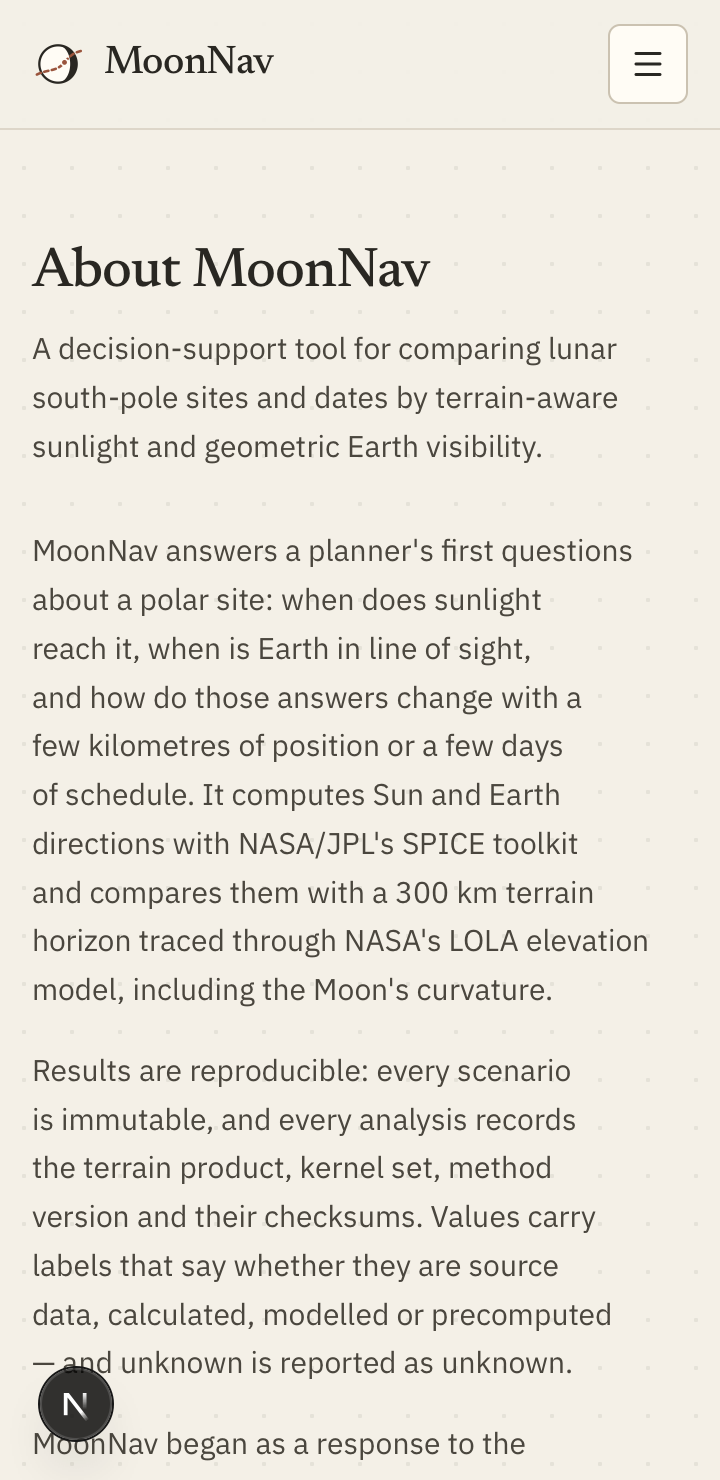 MoonNav
About MoonNav
A decision-support tool for comparing lunar
south-pole sites and dates by terrain-aware
sunlight and geometric Earth visibility.
MoonNav answers a planner's first questions
about a polar site: when does sunlight
reach it, when is Earth in line of sight,
and how do those answers change with a
few kilometres of position or a few days
of schedule. It computes Sun and Earth
directions with NASA/JPL's SPICE toolkit
and compares them with a 300 km terrain
horizon traced through NASA's LOLA elevation
model, including the Moon's curvature.
Results are reproducible: every scenario
is immutable, and every analysis records
the terrain product, kernel set, method
version and their checksums. Values carry
labels that say whether they are source
data, calculated, modelled or precomputed
— and unknown is reported as unknown.
N
MoonNav began as a response to the